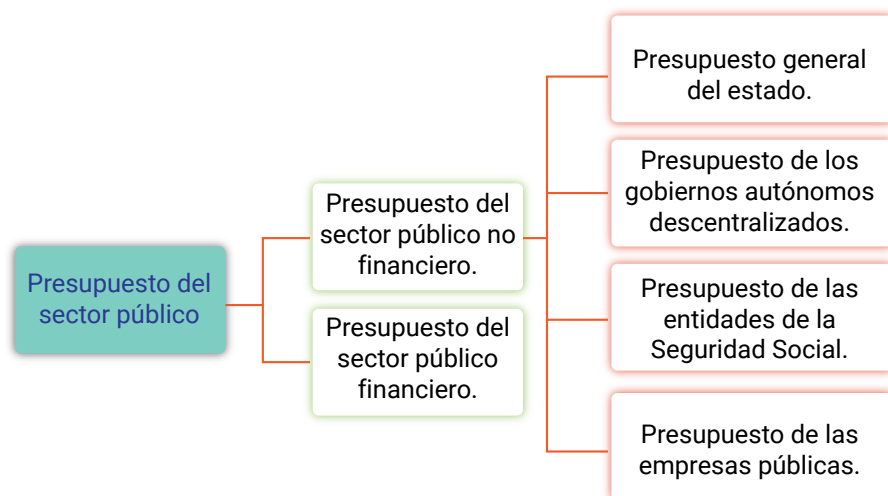 Presupuesto del
sector público
Presupuesto del
sector público no
financiero.
Presupuesto del
sector público
financiero.
Presupuesto general
del estado.
Presupuesto de los
gobiernos autónomos
descentralizados.
Presupuesto de las
entidades de la
Seguridad Social.
Presupuesto de las
empresas públicas.